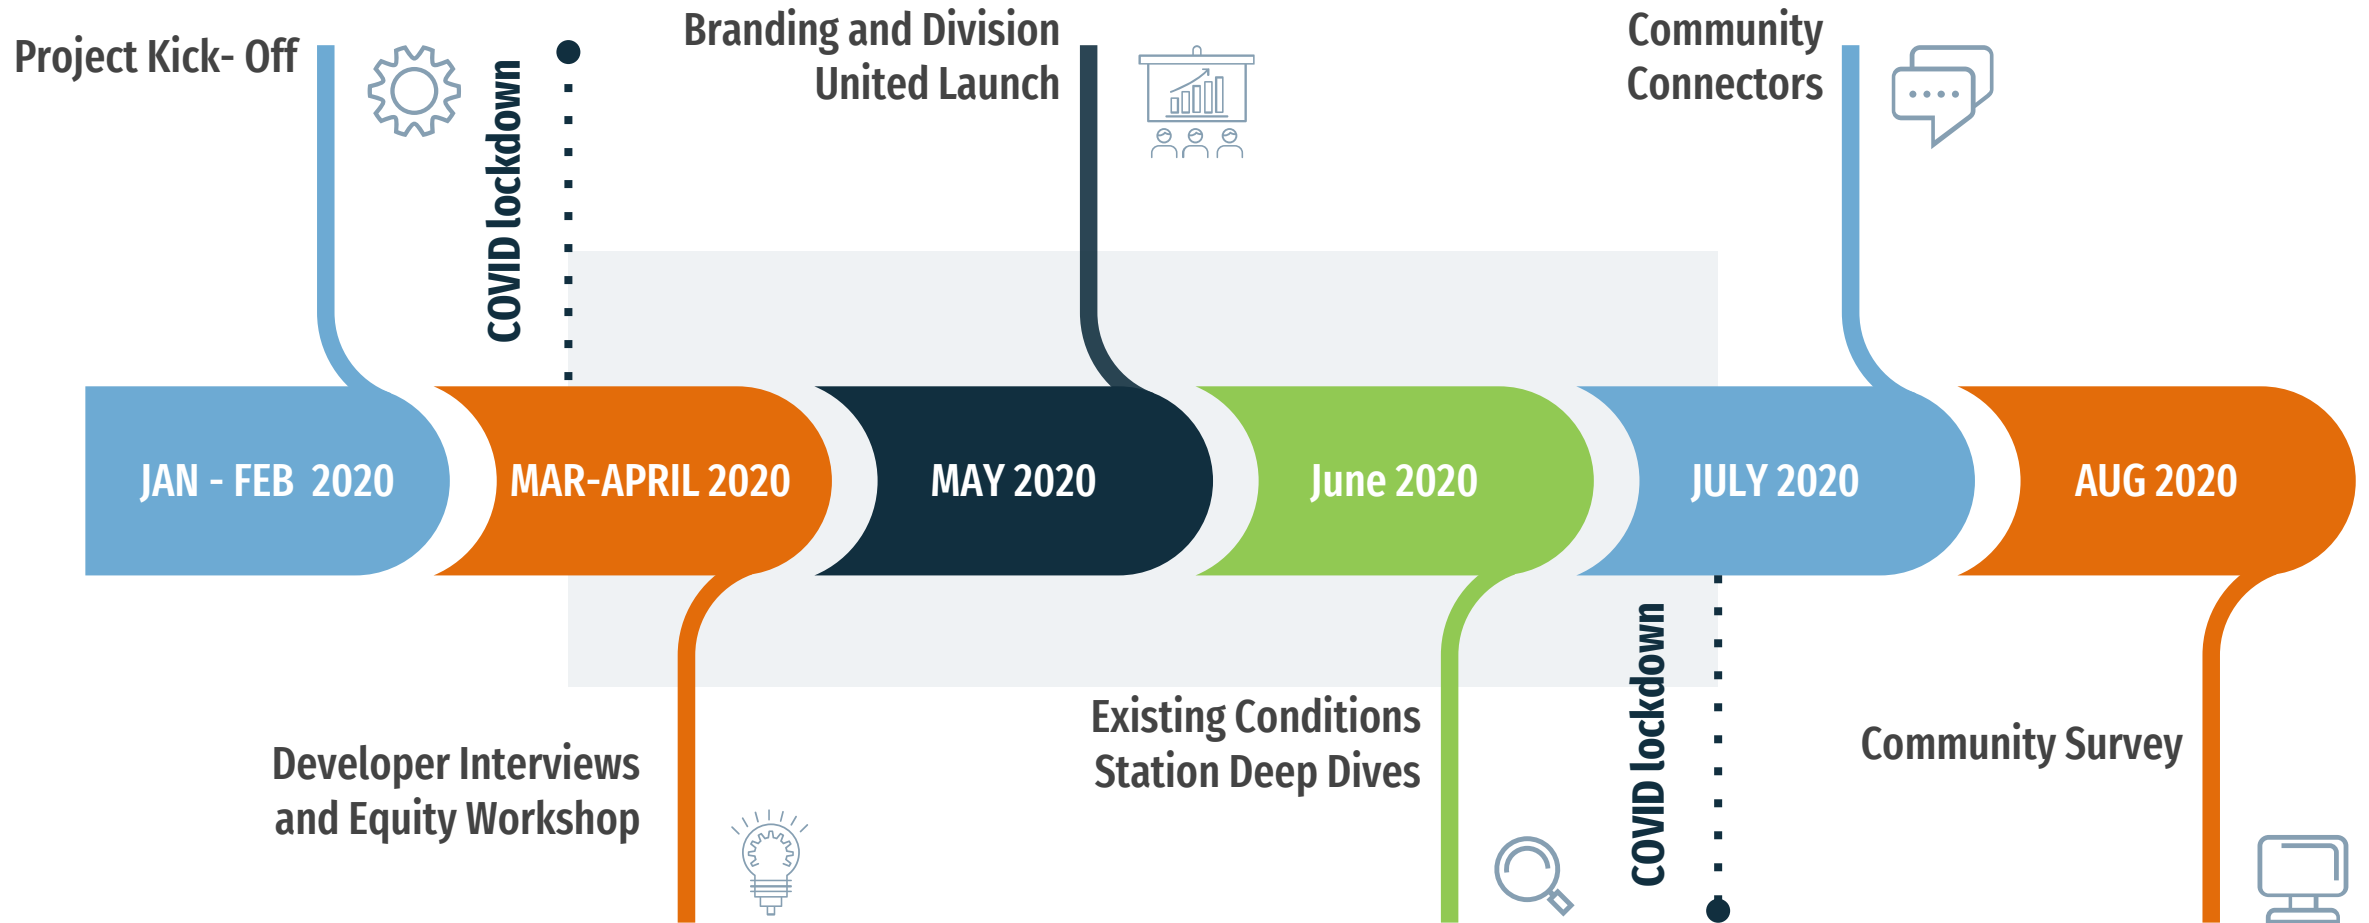 Project Kick- Off
COVID lockdown
Branding and Division
United Launch
Community
Connectors
JAN - FEB 2020
MAR-APRIL 2020
MAY 2020
June 2020
JULY 2020
AUG 2020
Developer Interviews
and Equity Workshop
Existing Conditions
Station Deep Dives
COVID lockdown
Community Survey